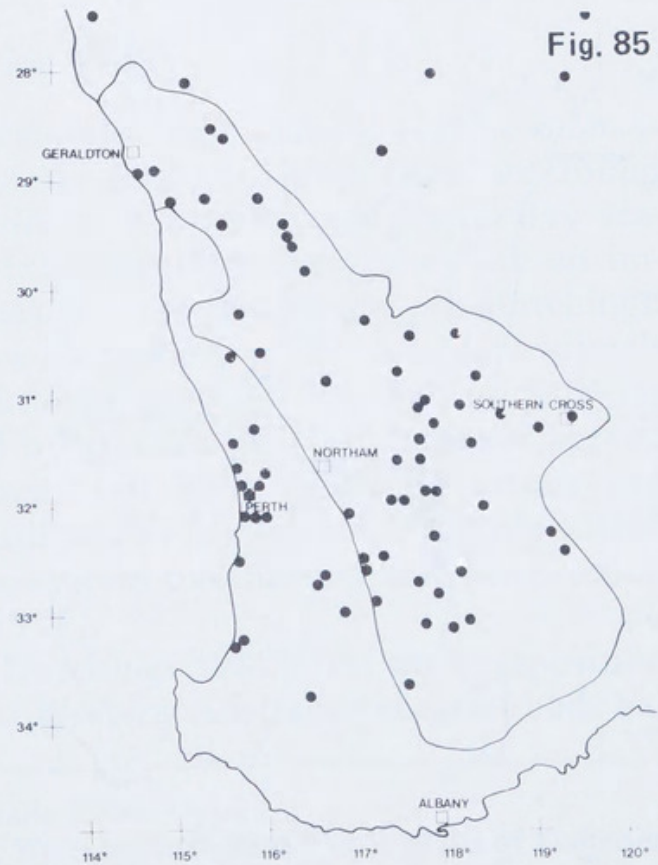 Fig. 85
28°
GERALDTON
29°
30°
31°
SOUTHERN CROSS
NORTHAM
32°
PERTH
33°
34°
ALBANY
114° 115° 116° 117° 118° 119° 120°